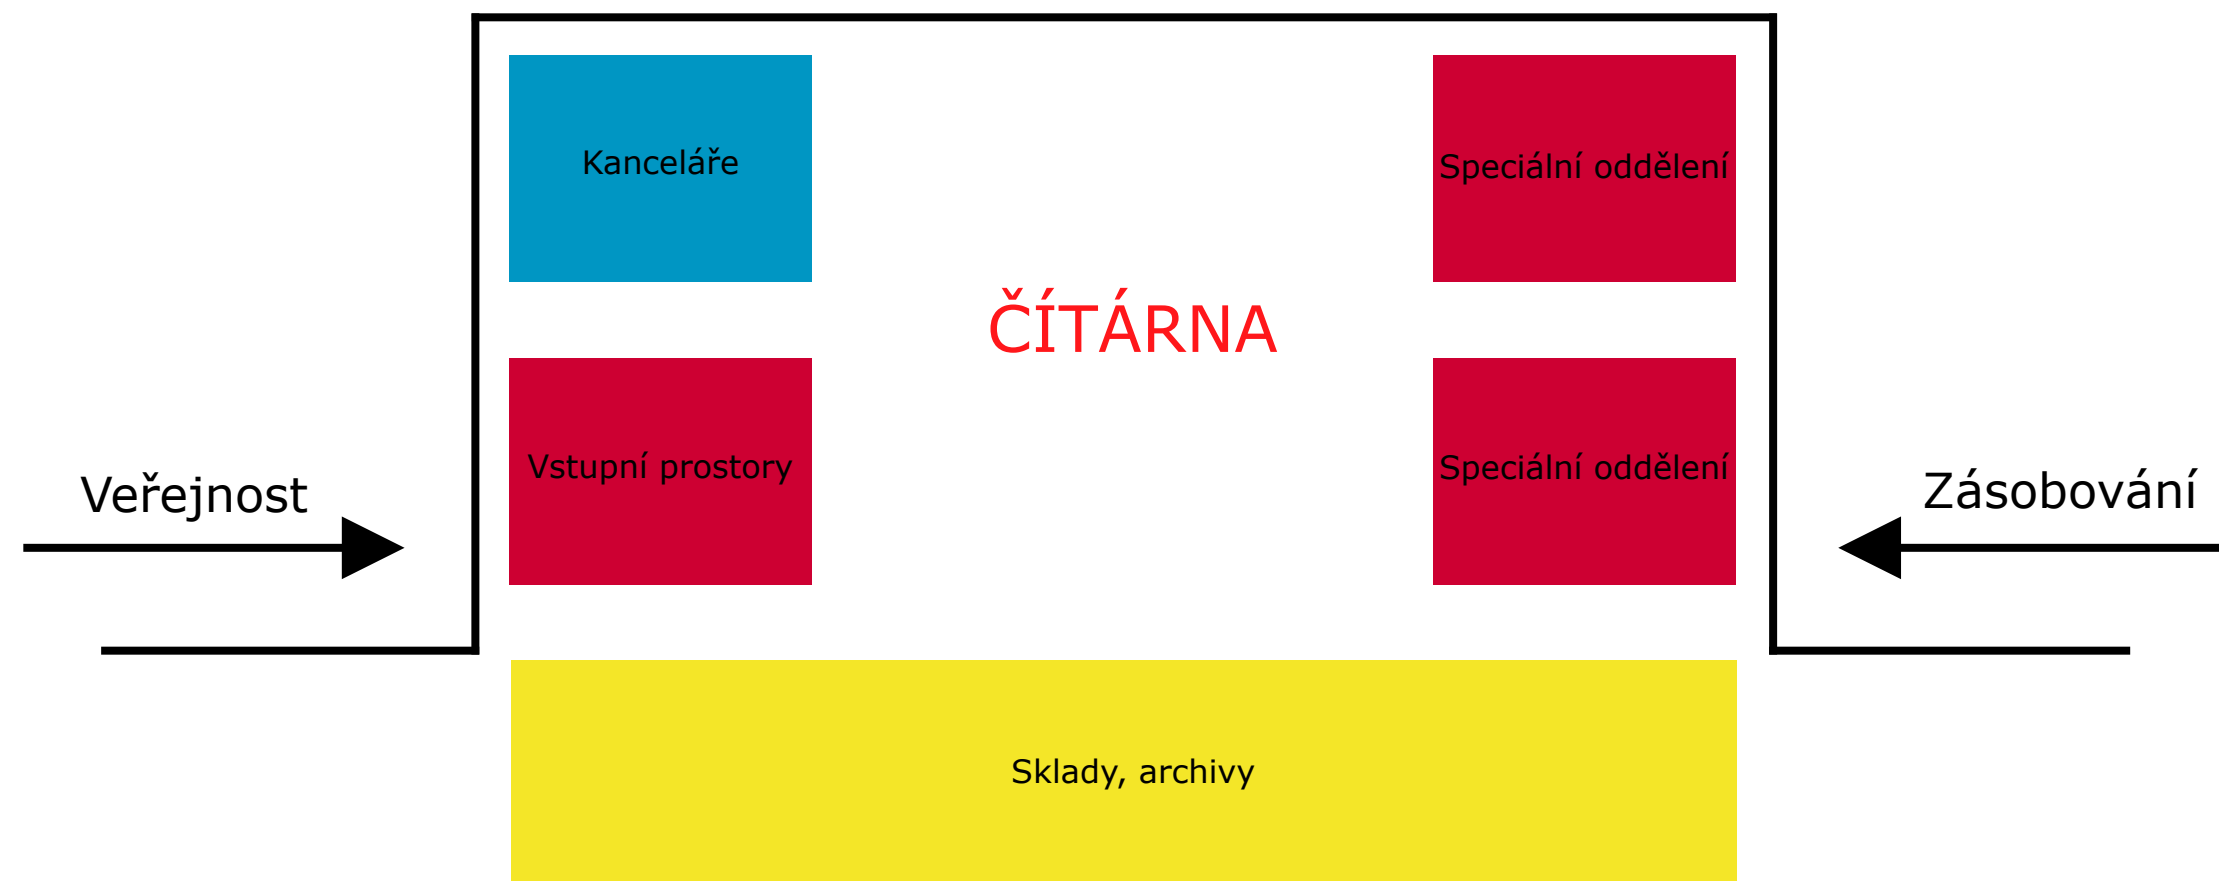 Kanceláře
Speciální oddělení
ČÍTÁRNA
Vstupní prostory
Speciální oddělení
Veřejnost
Zásobování
Sklady, archivy